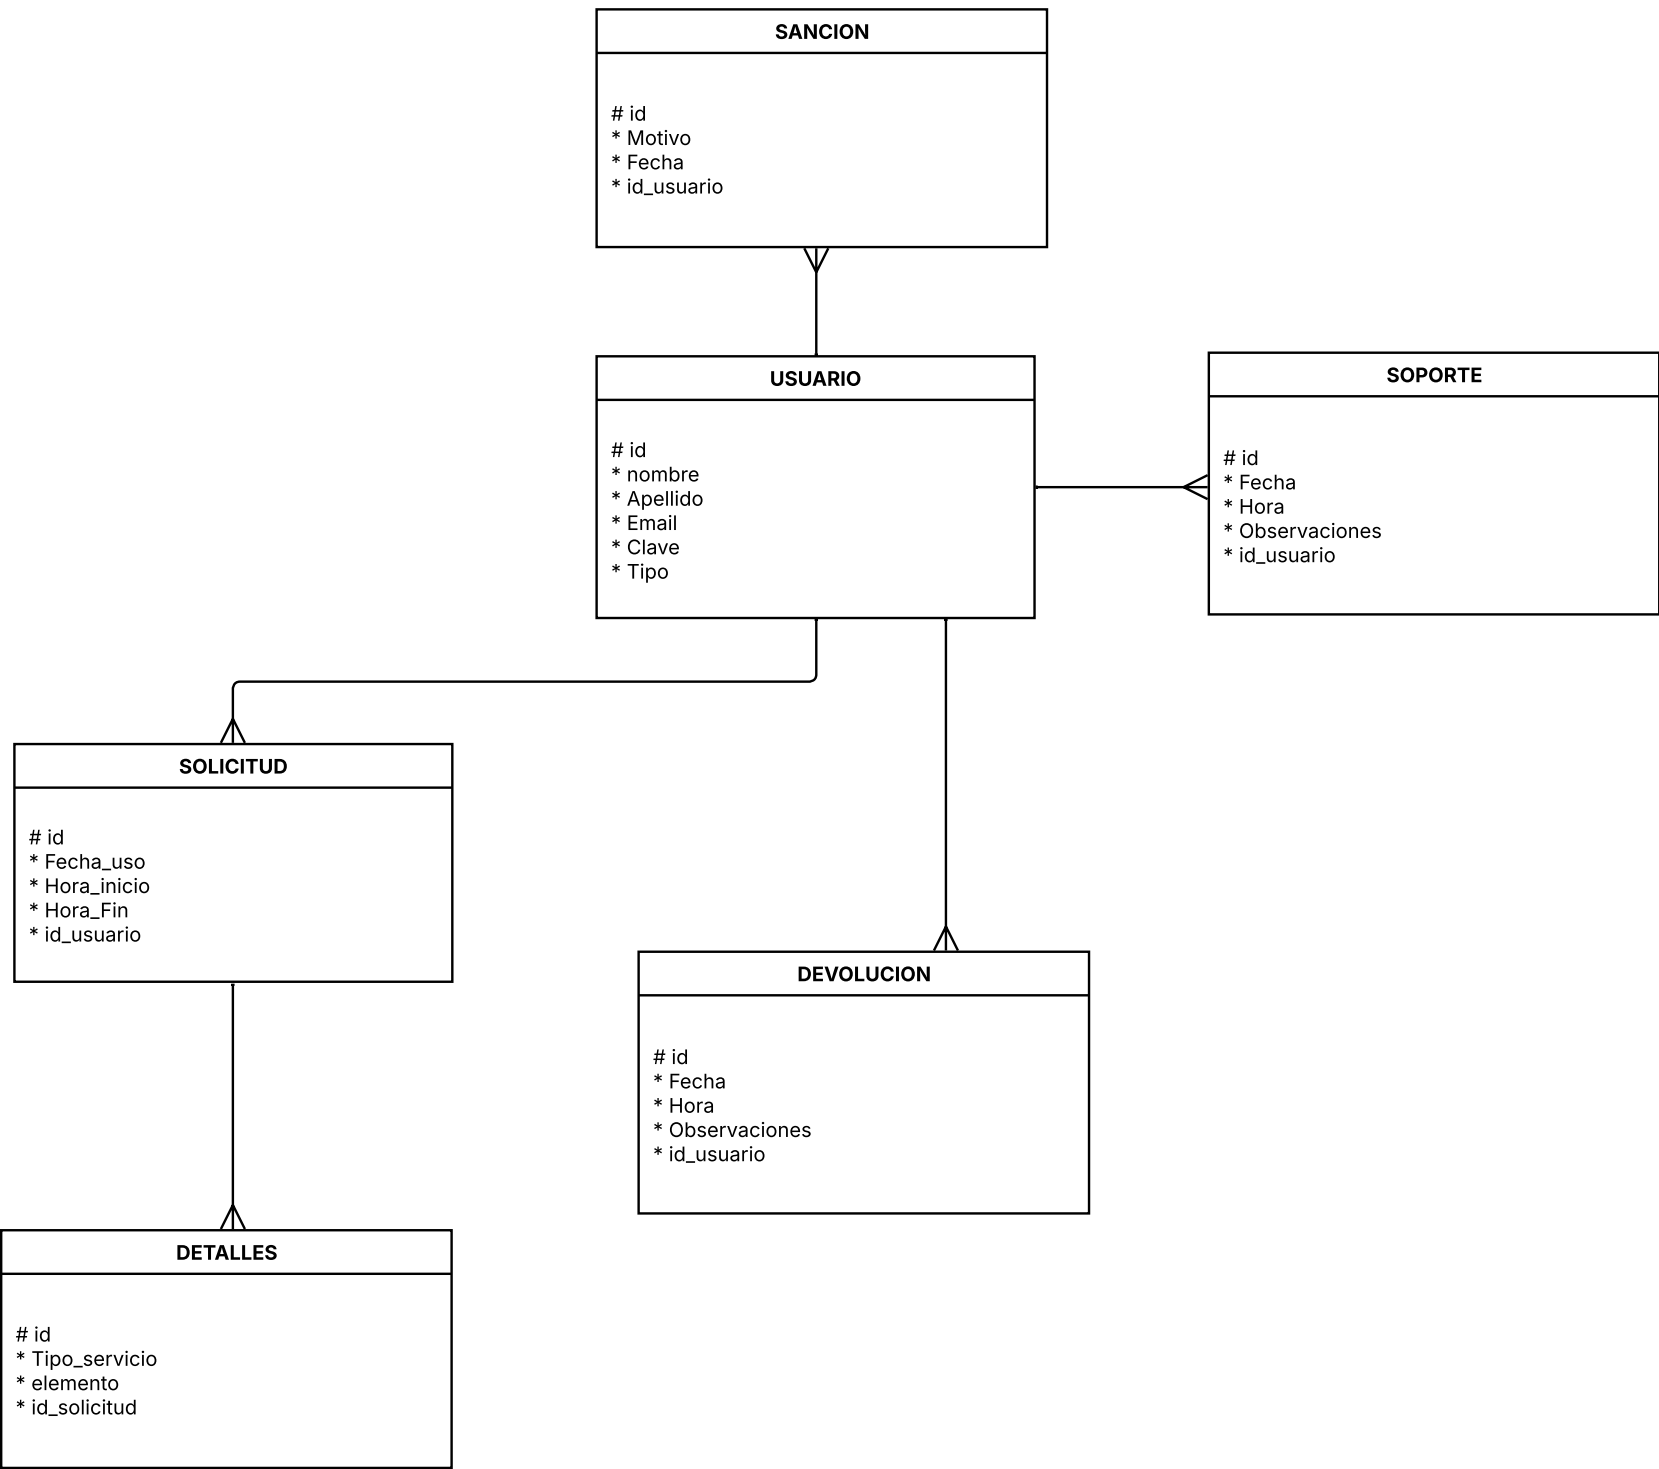 SANCION
# id
* Motivo
* Fecha
* id_usuario
USUARIO
# id
* nombre
* Apellido
* Email
* Clave
* Tipo
SOPORTE
# id
* Fecha
* Hora
* Observaciones
* id_usuario
SOLICITUD
# id
* Fecha_uso
* Hora_inicio
* Hora_Fin
* id_usuario
DEVOLUCION
# id
* Fecha
* Hora
* Observaciones
* id_usuario
DETALLES
# id
* Tipo_servicio
* elemento
* id_solicitud